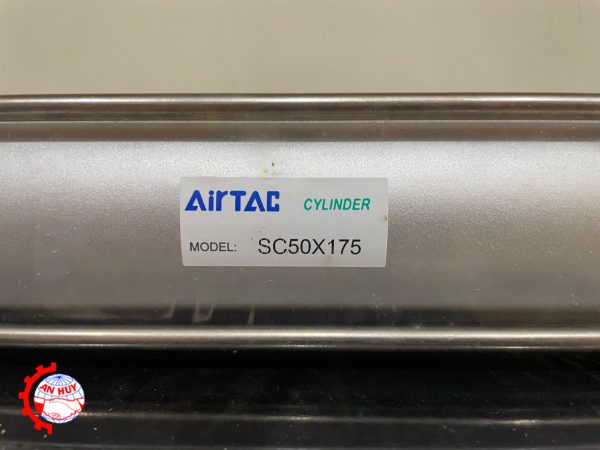 AirTAC CYLINDER
MODEL: SC50X175
AN HUY